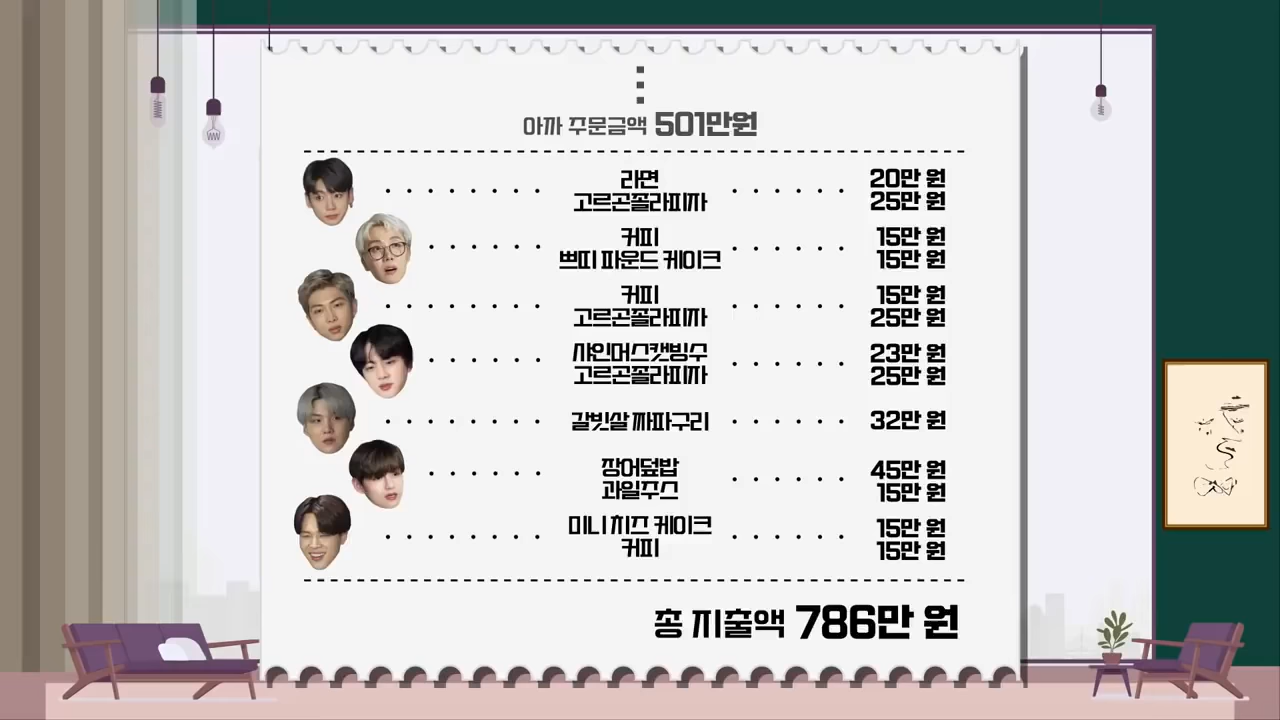 아까 주문금액 501만원
라면 20만 원
고르곤졸라피자 25만 원
커피 15만 원
쁘띠 파운드 케이크 15만 원
커피 15만 원
고르곤졸라피자 25만 원
샤인머스캣빙수 23만 원
고르곤졸라피자 25만 원
갈빗살 짜파구리 32만 원
장어덮밥 45만 원
과일주스 15만 원
미니 치즈 케이크 15만 원
커피 15만 원
총 지출액 786만 원